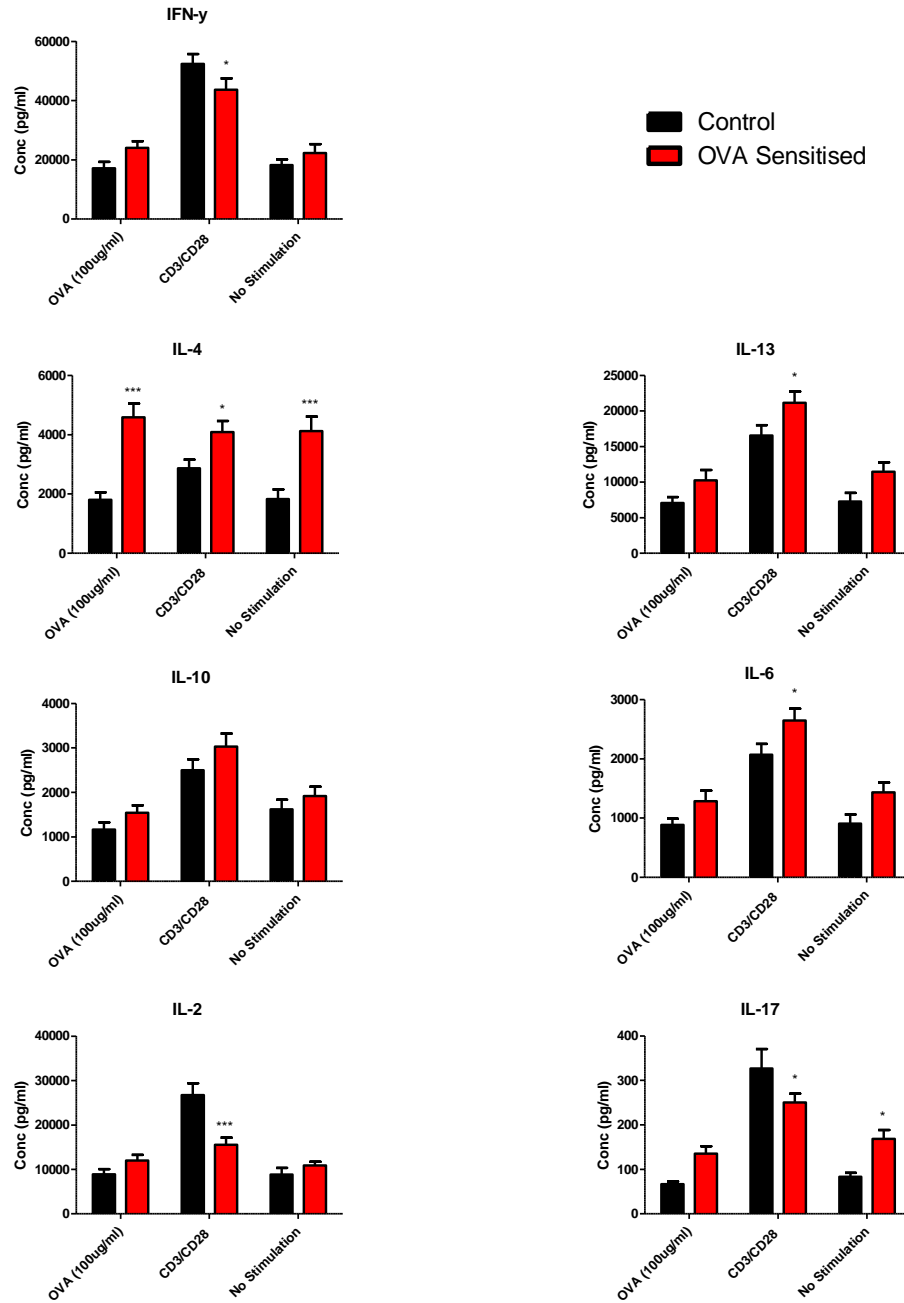 IFN-y
Conc (pg/ml)
60000
40000
20000
0
OVA (100ug/ml)
CD3/CD28
No Stimulation
*
Control
OVA Sensitised
IL-4
Conc (pg/ml)
6000
4000
2000
0
***
*
***
OVA (100ug/ml)
CD3/CD28
No Stimulation
IL-13
Conc (pg/ml)
25000
20000
15000
10000
5000
0
*
OVA (100ug/ml)
CD3/CD28
No Stimulation
IL-10
Conc (pg/ml)
4000
3000
2000
1000
0
OVA (100ug/ml)
CD3/CD28
No Stimulation
IL-6
Conc (pg/ml)
3000
2000
1000
0
*
OVA (100ug/ml)
CD3/CD28
No Stimulation
IL-2
Conc (pg/ml)
40000
30000
20000
10000
0
***
OVA (100ug/ml)
CD3/CD28
No Stimulation
IL-17
Conc (pg/ml)
400
300
200
100
0
*
*
OVA (100ug/ml)
CD3/CD28
No Stimulation